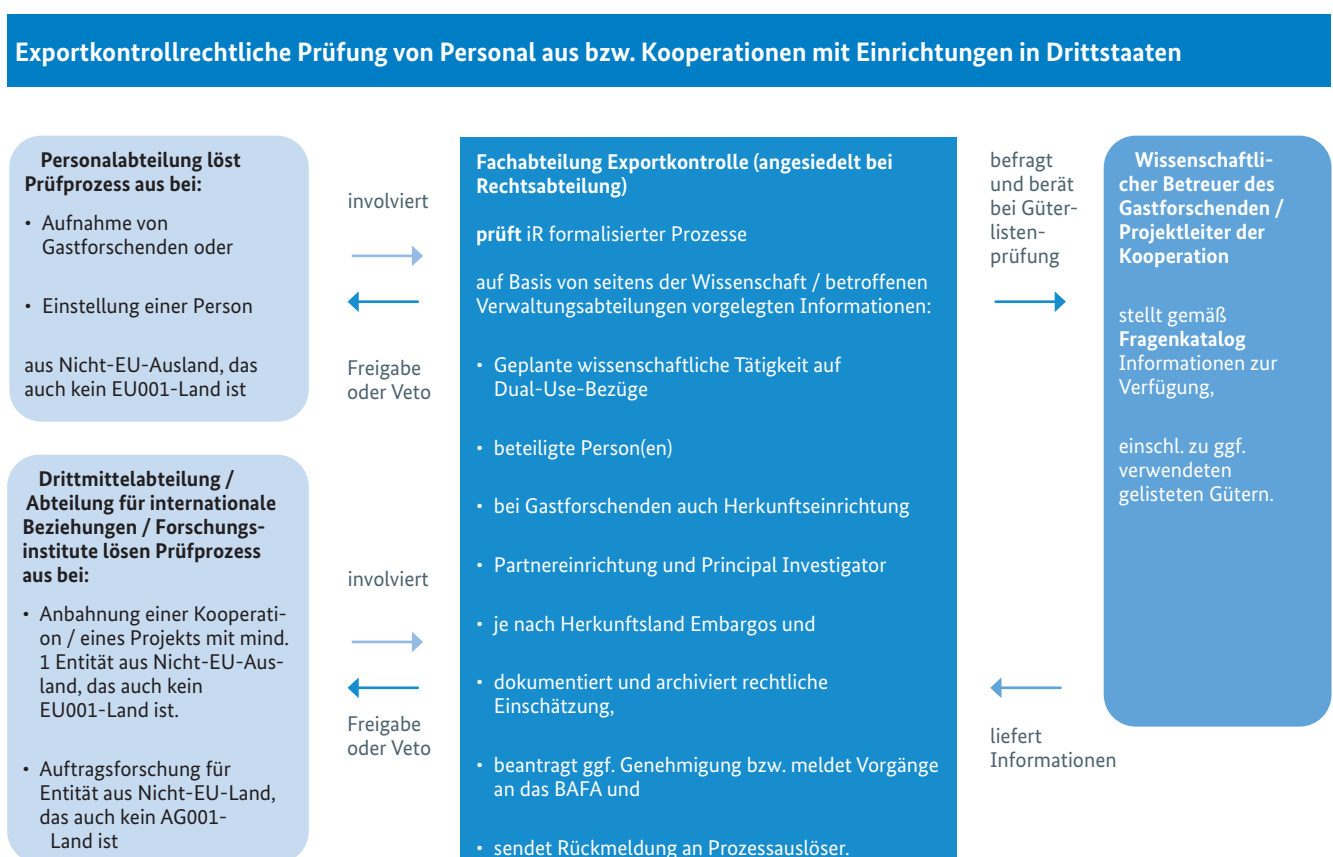 Exportkontrollrechtliche Prüfung von Personal aus bzw. Kooperationen mit Einrichtungen in Drittstaaten
Personalabteilung löst
Prüfprozess aus bei:
• Aufnahme von
Gastforschenden oder
• Einstellung einer Person
aus Nicht-EU-Ausland, das
auch kein EU001-Land ist
Drittmittelabteilung /
Abteilung für internationale
Beziehungen / Forschungs-
institute lösen Prüfprozess
aus bei:
• Anbahnung einer Kooperati-
on / eines Projekts mit mind.
1 Entität aus Nicht-EU-Aus-
land, das auch kein
EU001-Land ist.
• Auftragsforschung für
Entität aus Nicht-EU-Land,
das auch kein AG001-
Land ist
involviert
Freigabe
oder Veto
involviert
Freigabe
oder Veto
Fachabteilung Exportkontrolle (angesiedelt bei
Rechtsabteilung)
prüft iR formalisierter Prozesse
auf Basis von seitens der Wissenschaft / betroffenen
Verwaltungsabteilungen vorgelegten Informationen:
• Geplante wissenschaftliche Tätigkeit auf
Dual-Use-Bezüge
• beteiligte Person(en)
• bei Gastforschenden auch Herkunftseinrichtung
• Partnereinrichtung und Principal Investigator
• je nach Herkunftsland Embargos und
• dokumentiert und archiviert rechtliche
Einschätzung,
• beantragt ggf. Genehmigung bzw. meldet Vorgänge
an das BAFA und
• sendet Rückmeldung an Prozessauslöser.
befragt
und berät
bei Güter-
listen-
prüfung
liefert
Informationen
Wissenschaftli-
cher Betreuer des
Gastforschenden /
Projektleiter der
Kooperation
stellt gemäß
Fragenkatalog
Informationen zur
Verfügung,
einschl. zu ggf.
verwendeten
gelisteten Gütern.